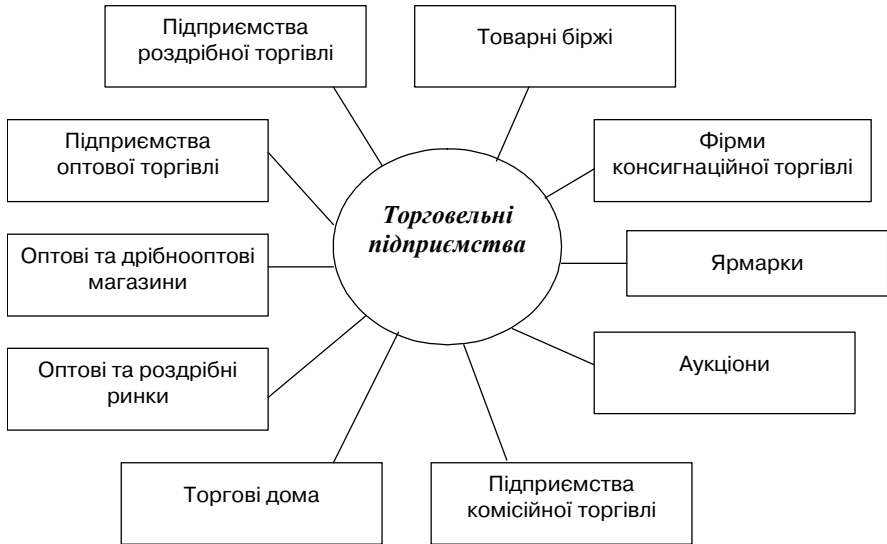 Підприємства
роздрібної торгівлі
Товарні біржі
Підприємства
оптової торгівлі
Фірми
консигнаційної торгівлі
Торговельні
підприємства
Оптові та дрібнооптові
магазини
Ярмарки
Оптові та роздрібні
ринки
Аукціони
Торгові дома
Підприємства
комісійної торгівлі